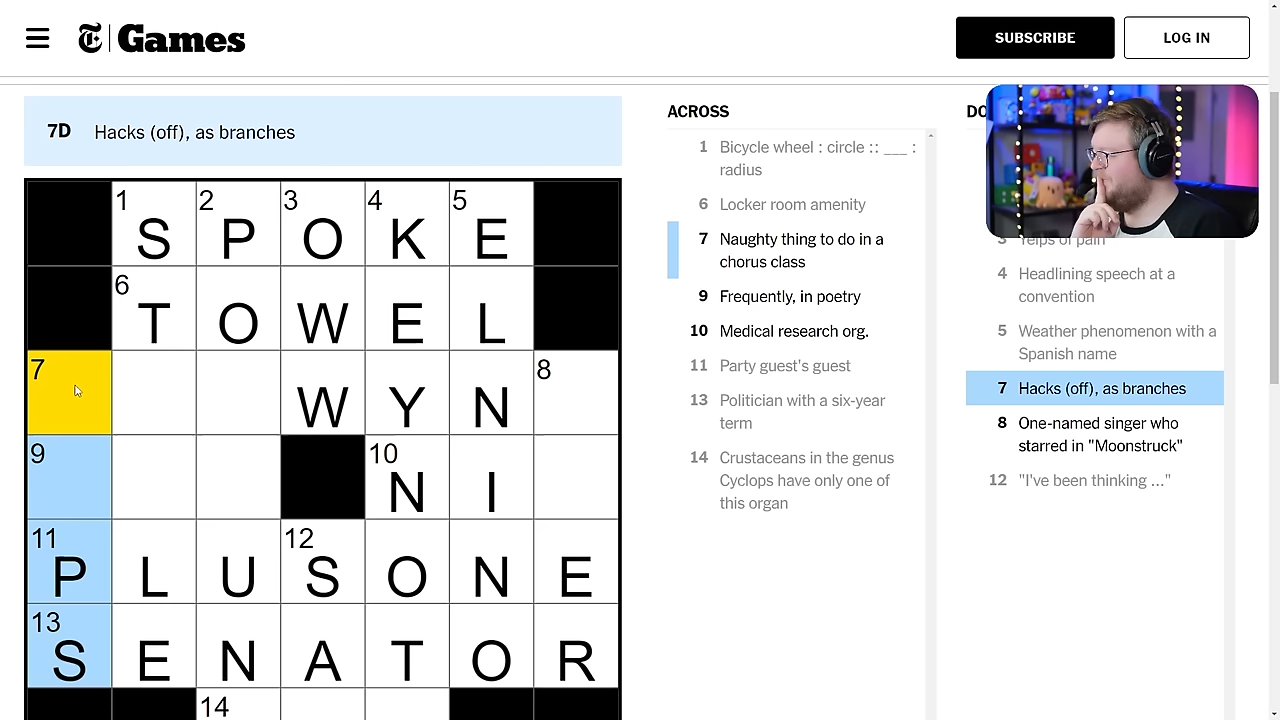 Games
SUBSCRIBE
LOG IN
7D Hacks (off), as branches
1 S 2 P 3 O 4 K 5 E
6 T O W E L
7 W Y N 8
9 10 N I
11 P L U 12 S O N E
13 S E N A T O R
14
ACROSS
1 Bicycle wheel : circle :: ___ :
radius
6 Locker room amenity
7 Naughty thing to do in a
chorus class
9 Frequently, in poetry
10 Medical research org.
11 Party guest's guest
13 Politician with a six-year
term
14 Crustaceans in the genus
Cyclops have only one of
this organ
DO
3 Yelps of pain
4 Headlining speech at a
convention
5 Weather phenomenon with a
Spanish name
7 Hacks (off), as branches
8 One-named singer who
starred in "Moonstruck"
12 "I've been thinking ..."